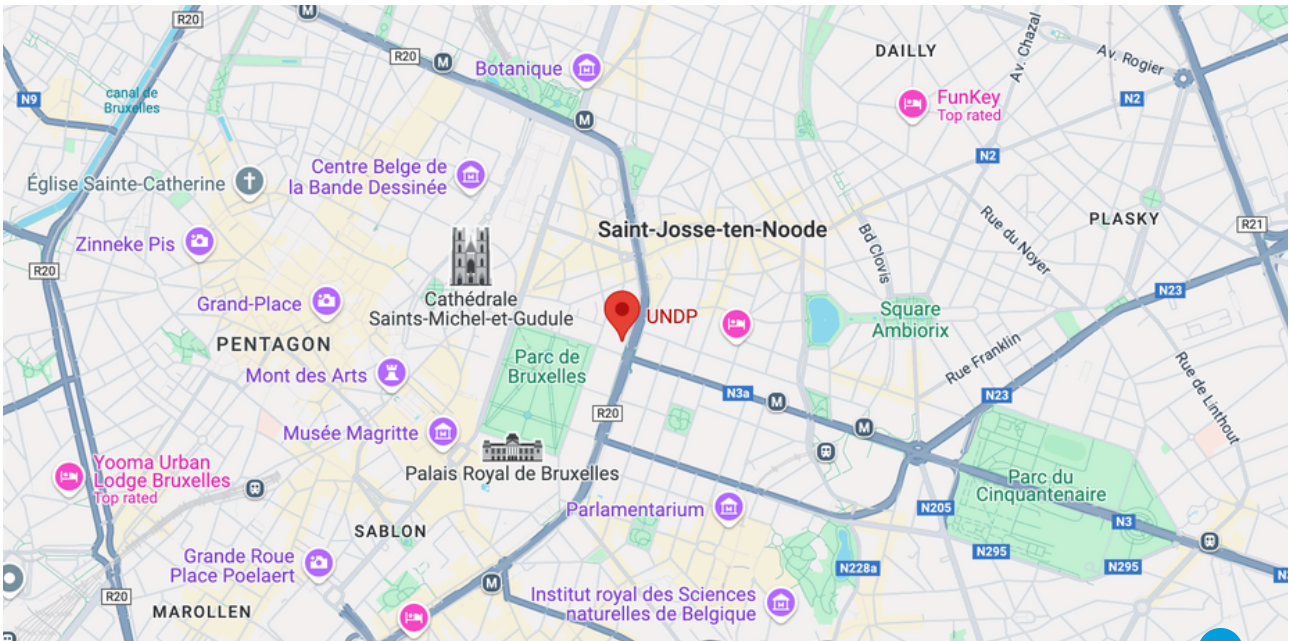 R20
M
R20
M
Botanique
DAILLY
Av. Chazal
Av. Rogier
canal de
Bruxelles
N9
FunKey
Top rated
N2
M
N2
Centre Belge de
la Bande Dessinée
Église Sainte-Catherine
Saint-Josse-ten-Noode
PLASKY
R21
Zinneke Pis
Bd Clovis
Rue du Noyer
R20
Grand-Place
Cathédrale
Saints-Michel-et-Gudule
UNDP
Square
Ambiorix
N23
PENTAGON
Mont des Arts
Parc de
Bruxelles
Rue Franklin
Rue de Linthout
N3a
M
N23
R20
Musée Magritte
M
Yooma Urban
Lodge Bruxelles
Top rated
Palais Royal de Bruxelles
Parc du
Cinquantenaire
Parlamentarium
N205
N3
SABLON
N295
N295
Grande Roue
Place Poelaert
N228a
M
R20
MAROLLEN
Institut royal des Sciences
naturelles de Belgique